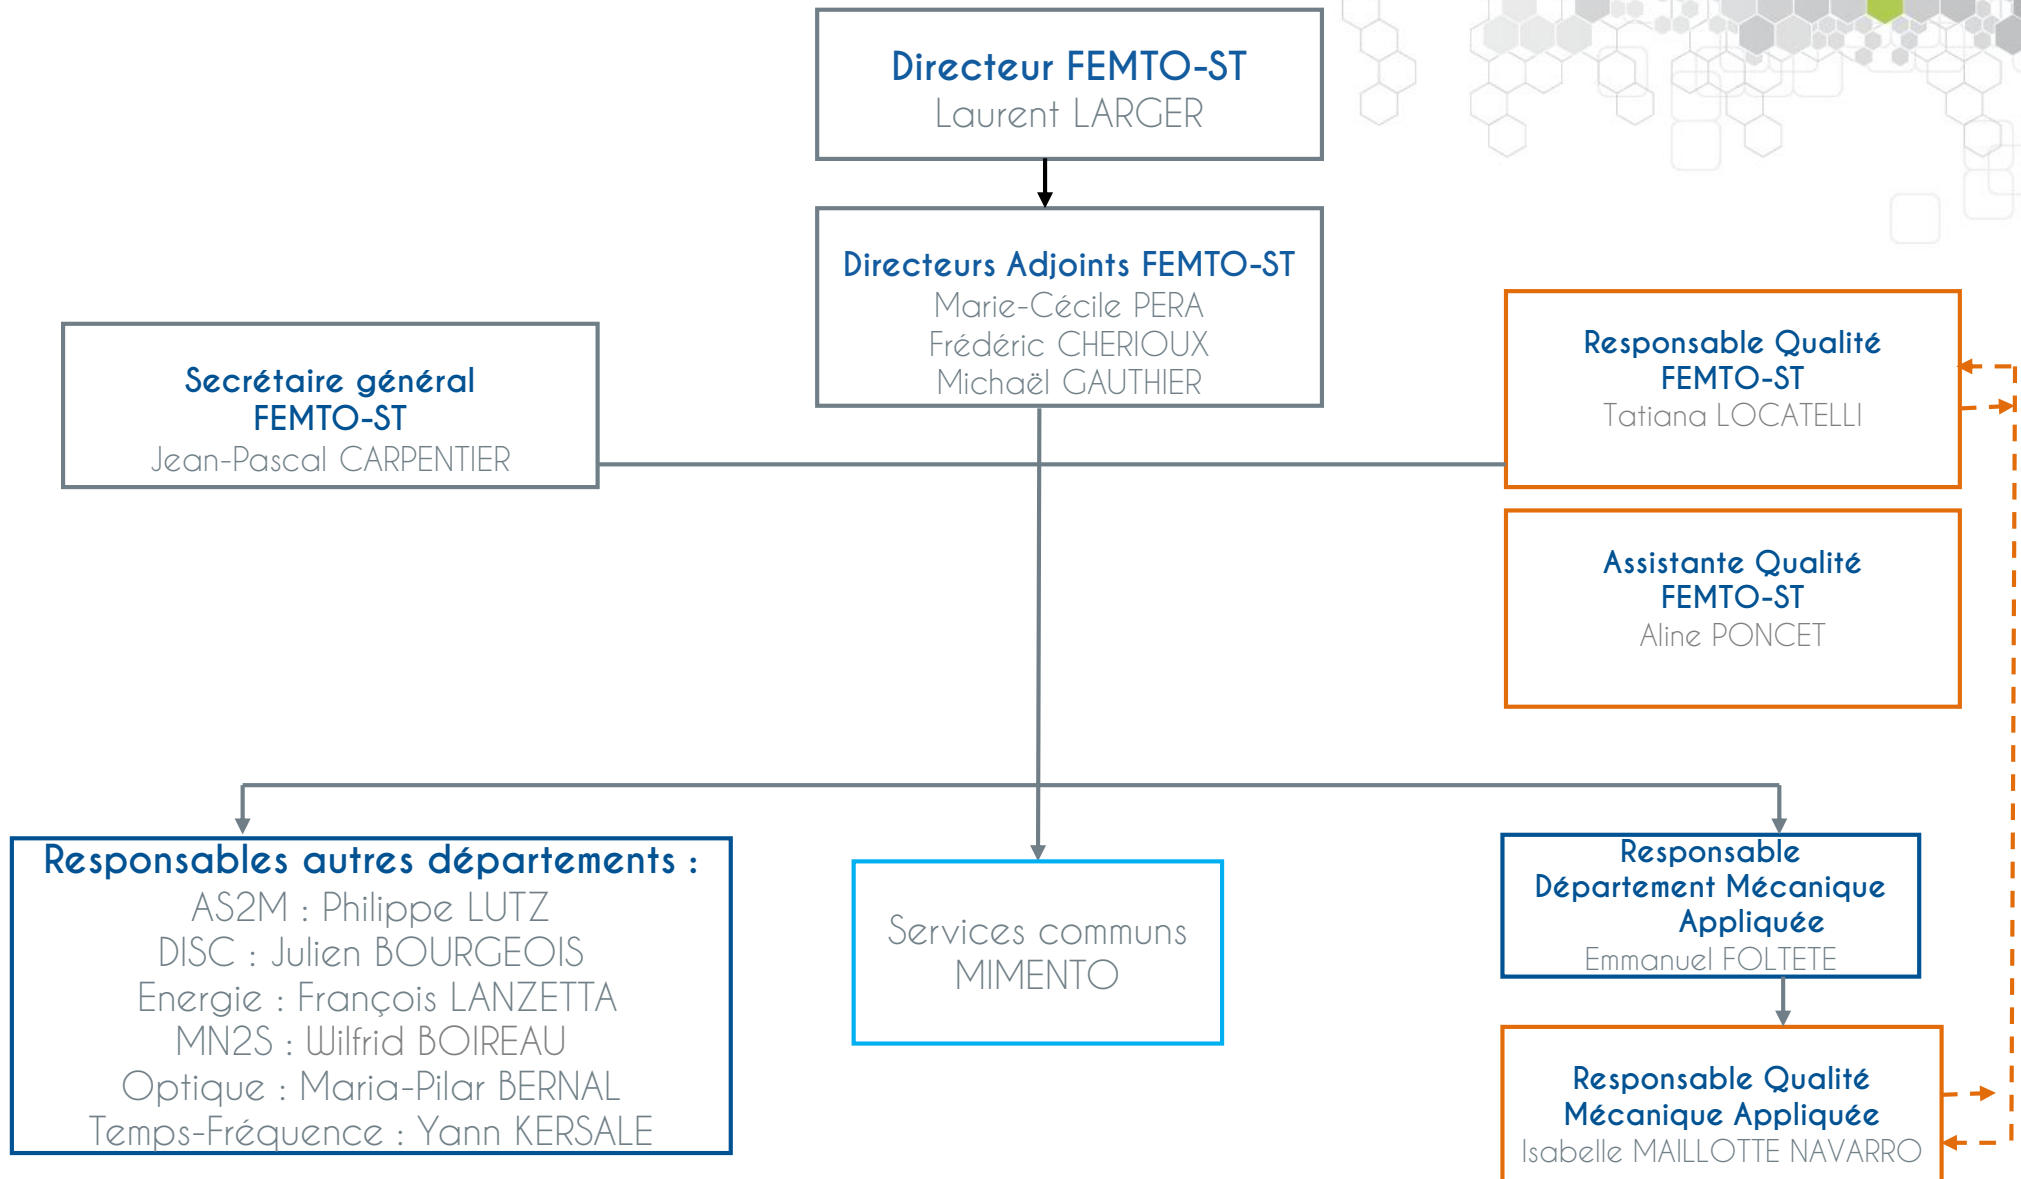 Directeur FEMTO-ST
Laurent LARGER
Directeurs Adjoints FEMTO-ST
Marie-Cécile PERA
Frédéric CHERIOUX
Michaël GAUTHIER
Secrétaire général
FEMTO-ST
Jean-Pascal CARPENTIER
Responsable Qualité
FEMTO-ST
Tatiana LOCATELLI
Assistante Qualité
FEMTO-ST
Aline PONCET
Responsables autres départements :
AS2M : Philippe LUTZ
DISC : Julien BOURGEOIS
Energie : François LANZETTA
MN2S : Wilfrid BOIREAU
Optique : Maria-Pilar BERNAL
Temps-Fréquence : Yann KERSALE
Services communs
MIMENTO
Responsable
Département Mécanique
Appliquée
Emmanuel FOLTETE
Responsable Qualité
Mécanique Appliquée
Isabelle MAILLOTTE NAVARRO